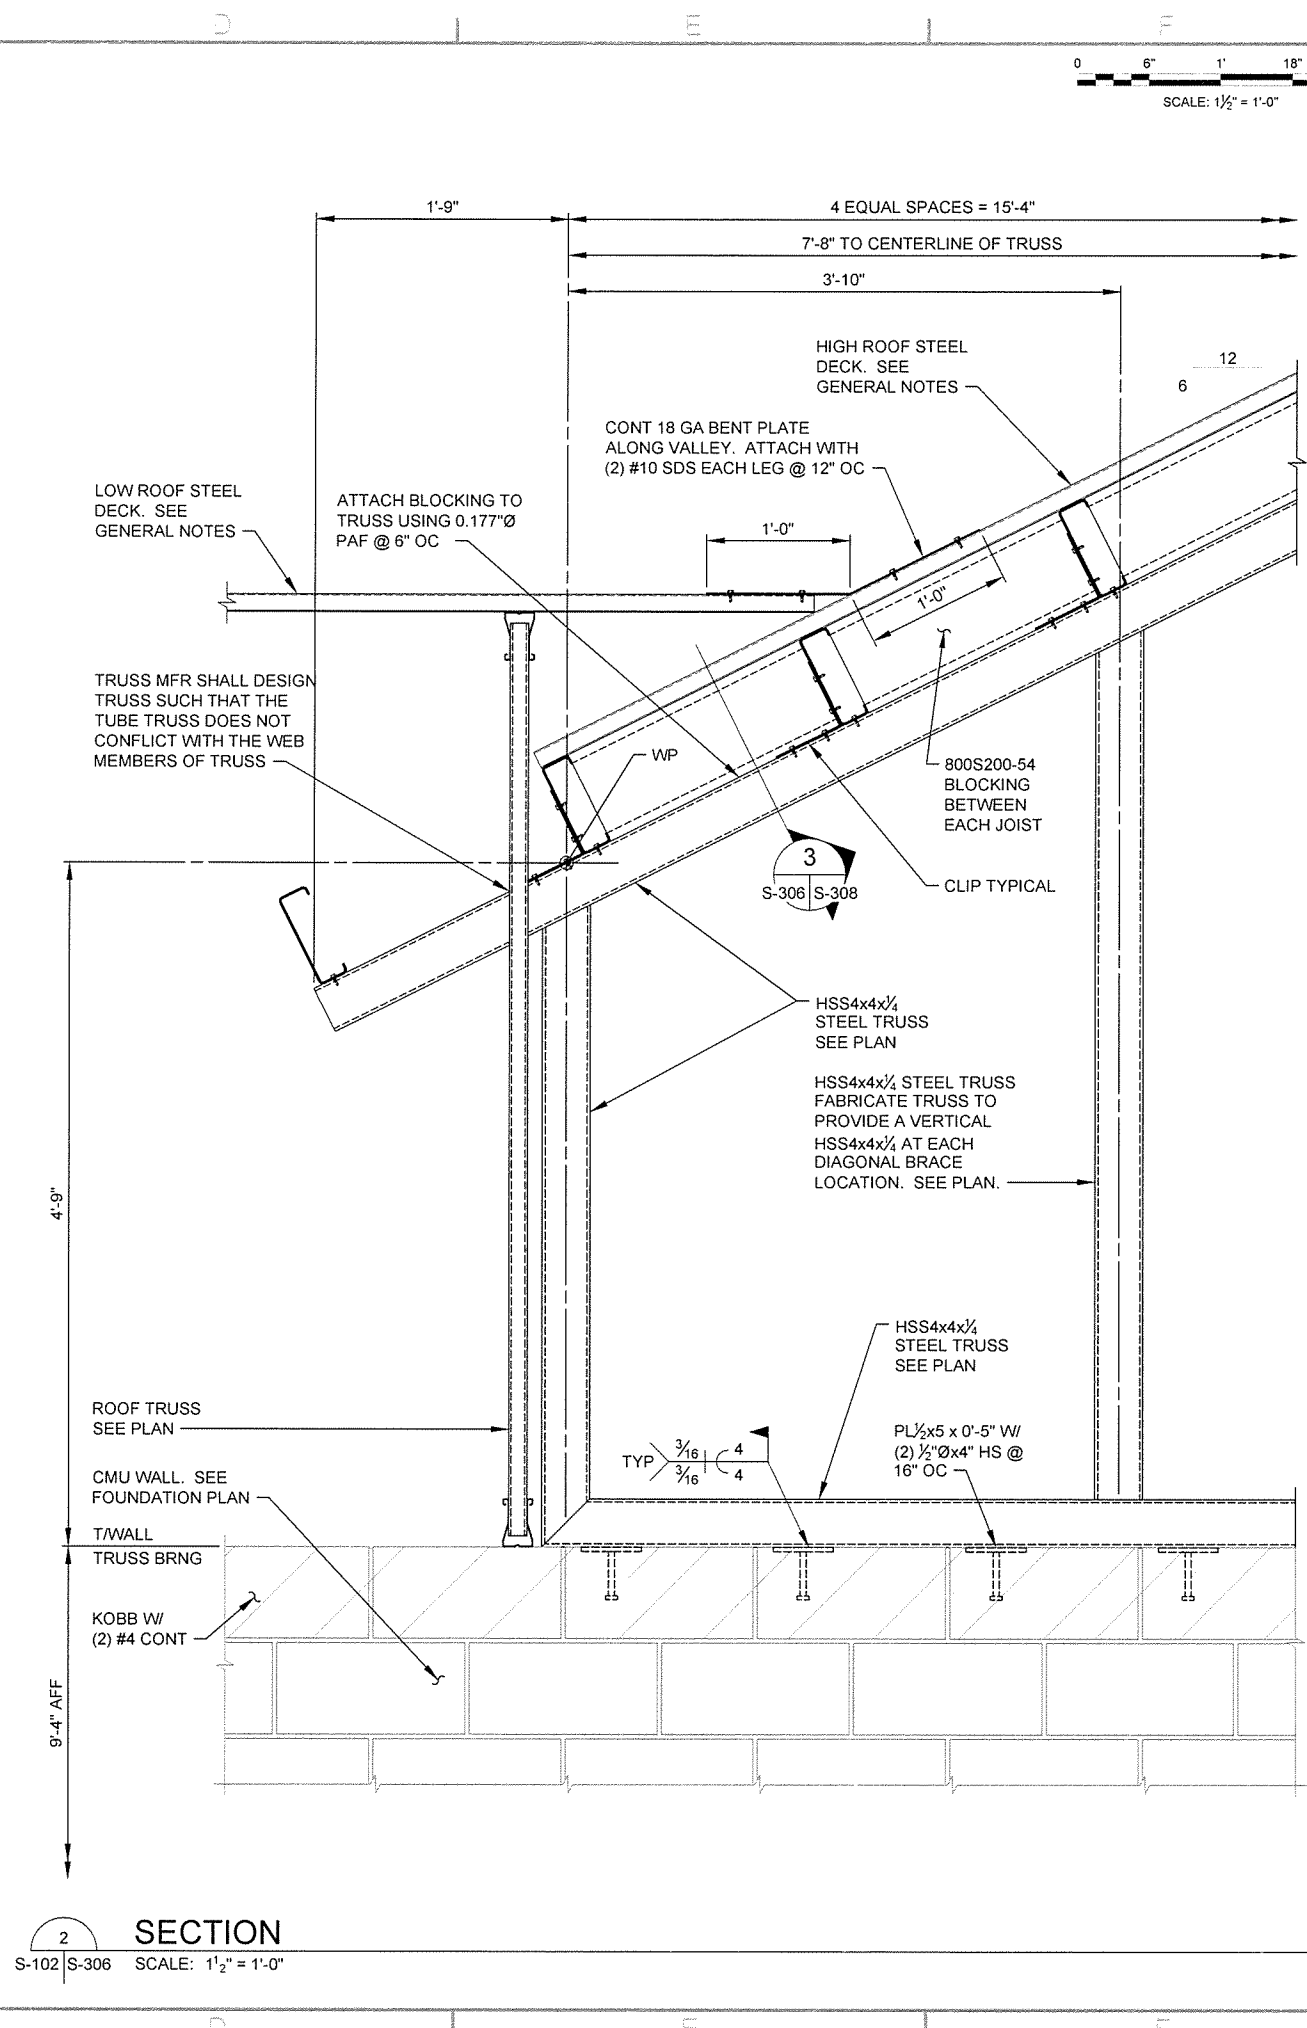 D
E
F
0 6" 1' 18"
SCALE: 1½" = 1'-0"
1'-9"
4 EQUAL SPACES = 15'-4"
7'-8" TO CENTERLINE OF TRUSS
3'-10"
HIGH ROOF STEEL
DECK. SEE
GENERAL NOTES
12
6
CONT 18 GA BENT PLATE
ALONG VALLEY. ATTACH WITH
(2) #10 SDS EACH LEG @ 12" OC
LOW ROOF STEEL
DECK. SEE
GENERAL NOTES
ATTACH BLOCKING TO
TRUSS USING 0.177"Ø
PAF @ 6" OC
1'-0"
1'-0"
TRUSS MFR SHALL DESIGN
TRUSS SUCH THAT THE
TUBE TRUSS DOES NOT
CONFLICT WITH THE WEB
MEMBERS OF TRUSS
WP
800S200-54
BLOCKING
BETWEEN
EACH JOIST
3
S-306 S-308
CLIP TYPICAL
HSS4x4x¼
STEEL TRUSS
SEE PLAN
HSS4x4x¼ STEEL TRUSS
FABRICATE TRUSS TO
PROVIDE A VERTICAL
HSS4x4x¼ AT EACH
DIAGONAL BRACE
LOCATION. SEE PLAN.
4'-9"
HSS4x4x¼
STEEL TRUSS
SEE PLAN
ROOF TRUSS
SEE PLAN
TYP 3/16 4
3/16 4
PL½x5 x 0'-5" W/
(2) ½"Øx4" HS @
16" OC
CMU WALL. SEE
FOUNDATION PLAN
T/WALL
TRUSS BRNG
KOBB W/
(2) #4 CONT
9'-4" AFF
2
S-102 S-306
SECTION
SCALE: 1½" = 1'-0"